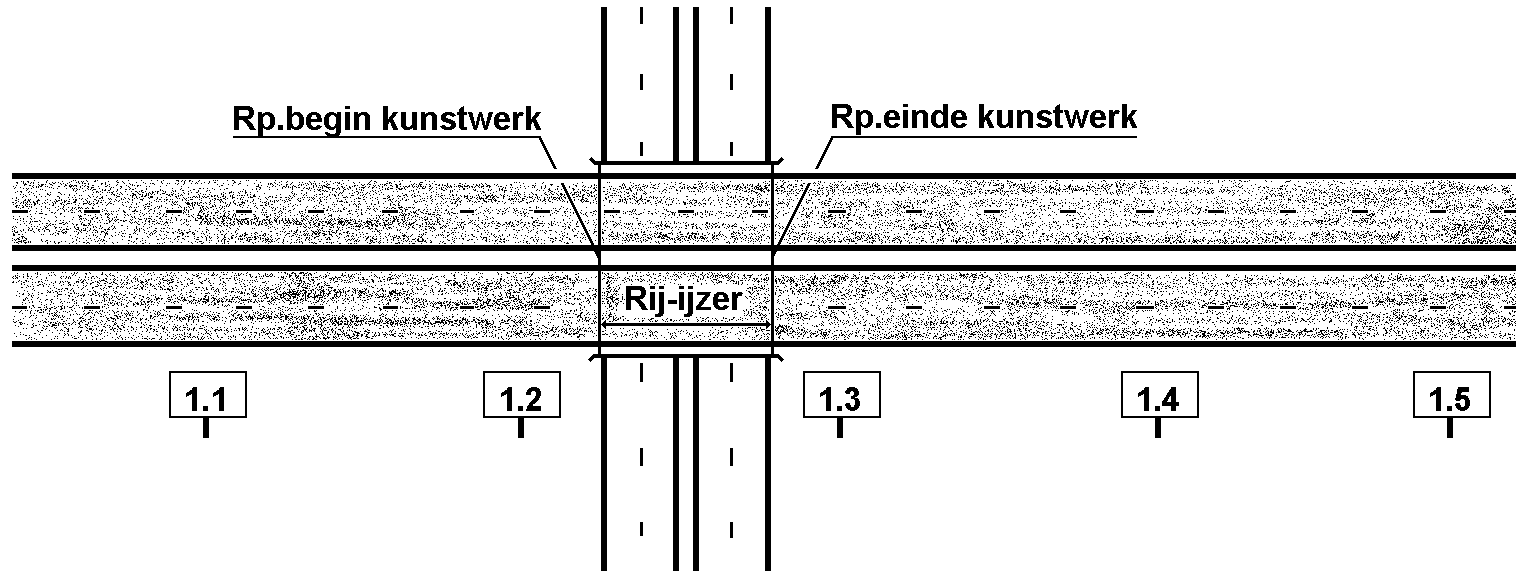 Rp.begin kunstwerk
Rp.einde kunstwerk
Rij-ijzer
1.1
1.2
1.3
1.4
1.5